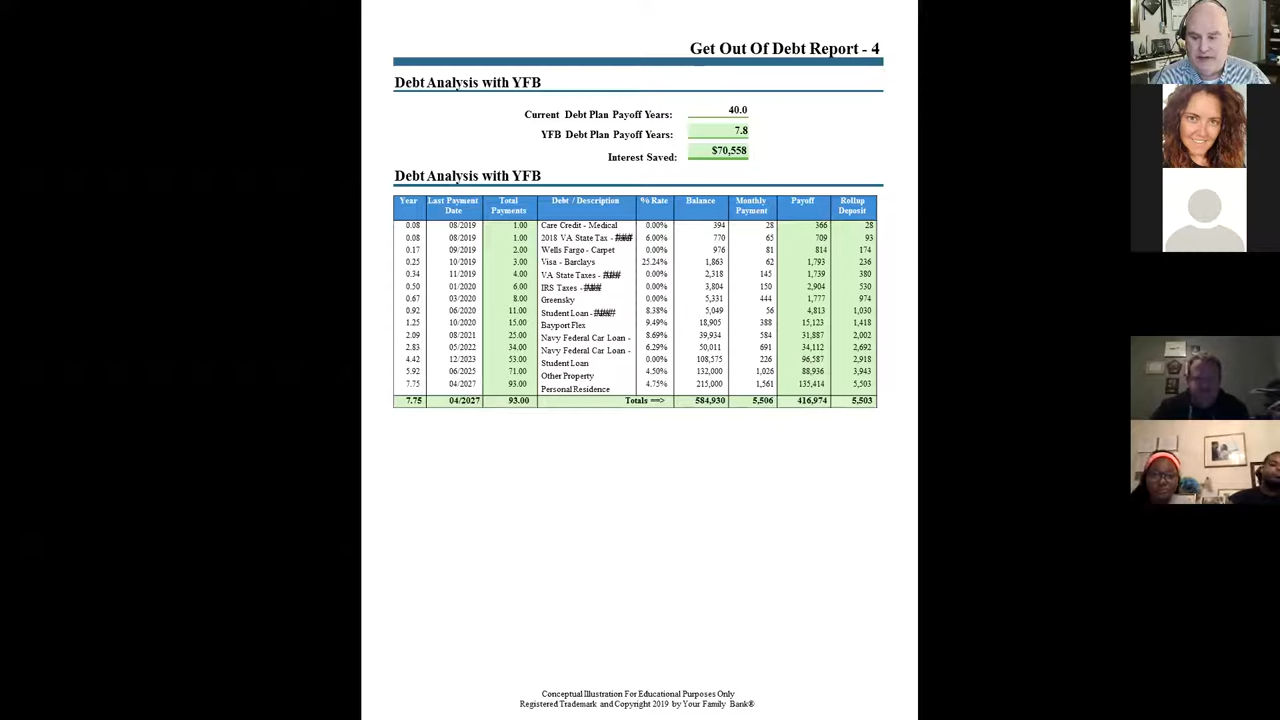 Get Out Of Debt Report - 4
Debt Analysis with YFB
Current Debt Plan Payoff Years: 40.0
YFB Debt Plan Payoff Years: 7.8
Interest Saved: $70,558
Debt Analysis with YFB
Year Last Payment Date Total Payments Debt / Description % Rate Balance Monthly Payment Payoff Rollup Deposit
0.08 08/2019 1.00 Care Credit - Medical 0.00% 394 28 366 28
0.08 08/2019 1.00 2018 VA State Tax - #### 6.00% 770 65 709 93
0.17 09/2019 2.00 Wells Fargo - Carpet 0.00% 976 81 814 174
0.25 10/2019 3.00 Visa - Barclays 25.24% 1,863 62 1,793 236
0.34 11/2019 4.00 VA State Taxes - #### 0.00% 2,318 145 1,739 380
0.50 01/2020 6.00 IRS Taxes - #### 0.00% 3,804 150 2,904 530
0.67 03/2020 8.00 Greensky 0.00% 5,331 444 1,777 974
0.92 06/2020 11.00 Student Loan - #### 8.38% 5,049 56 4,813 1,030
1.25 10/2020 15.00 Bayport Flex 9.49% 18,905 388 15,123 1,418
2.09 08/2021 25.00 Navy Federal Car Loan - 8.69% 39,934 584 31,887 2,002
2.83 05/2022 34.00 Navy Federal Car Loan - 6.29% 50,011 691 34,112 2,692
4.42 12/2023 53.00 Student Loan 0.00% 108,575 226 96,587 2,918
5.92 06/2025 71.00 Other Property 4.50% 132,000 1,026 88,936 3,943
7.75 04/2027 93.00 Personal Residence 4.75% 215,000 1,561 135,414 5,503
7.75 04/2027 93.00 Totals ==> 584,930 5,506 416,974 5,503
Conceptual Illustration For Educational Purposes Only
Registered Trademark and Copyright 2019 by Your Family Bank®